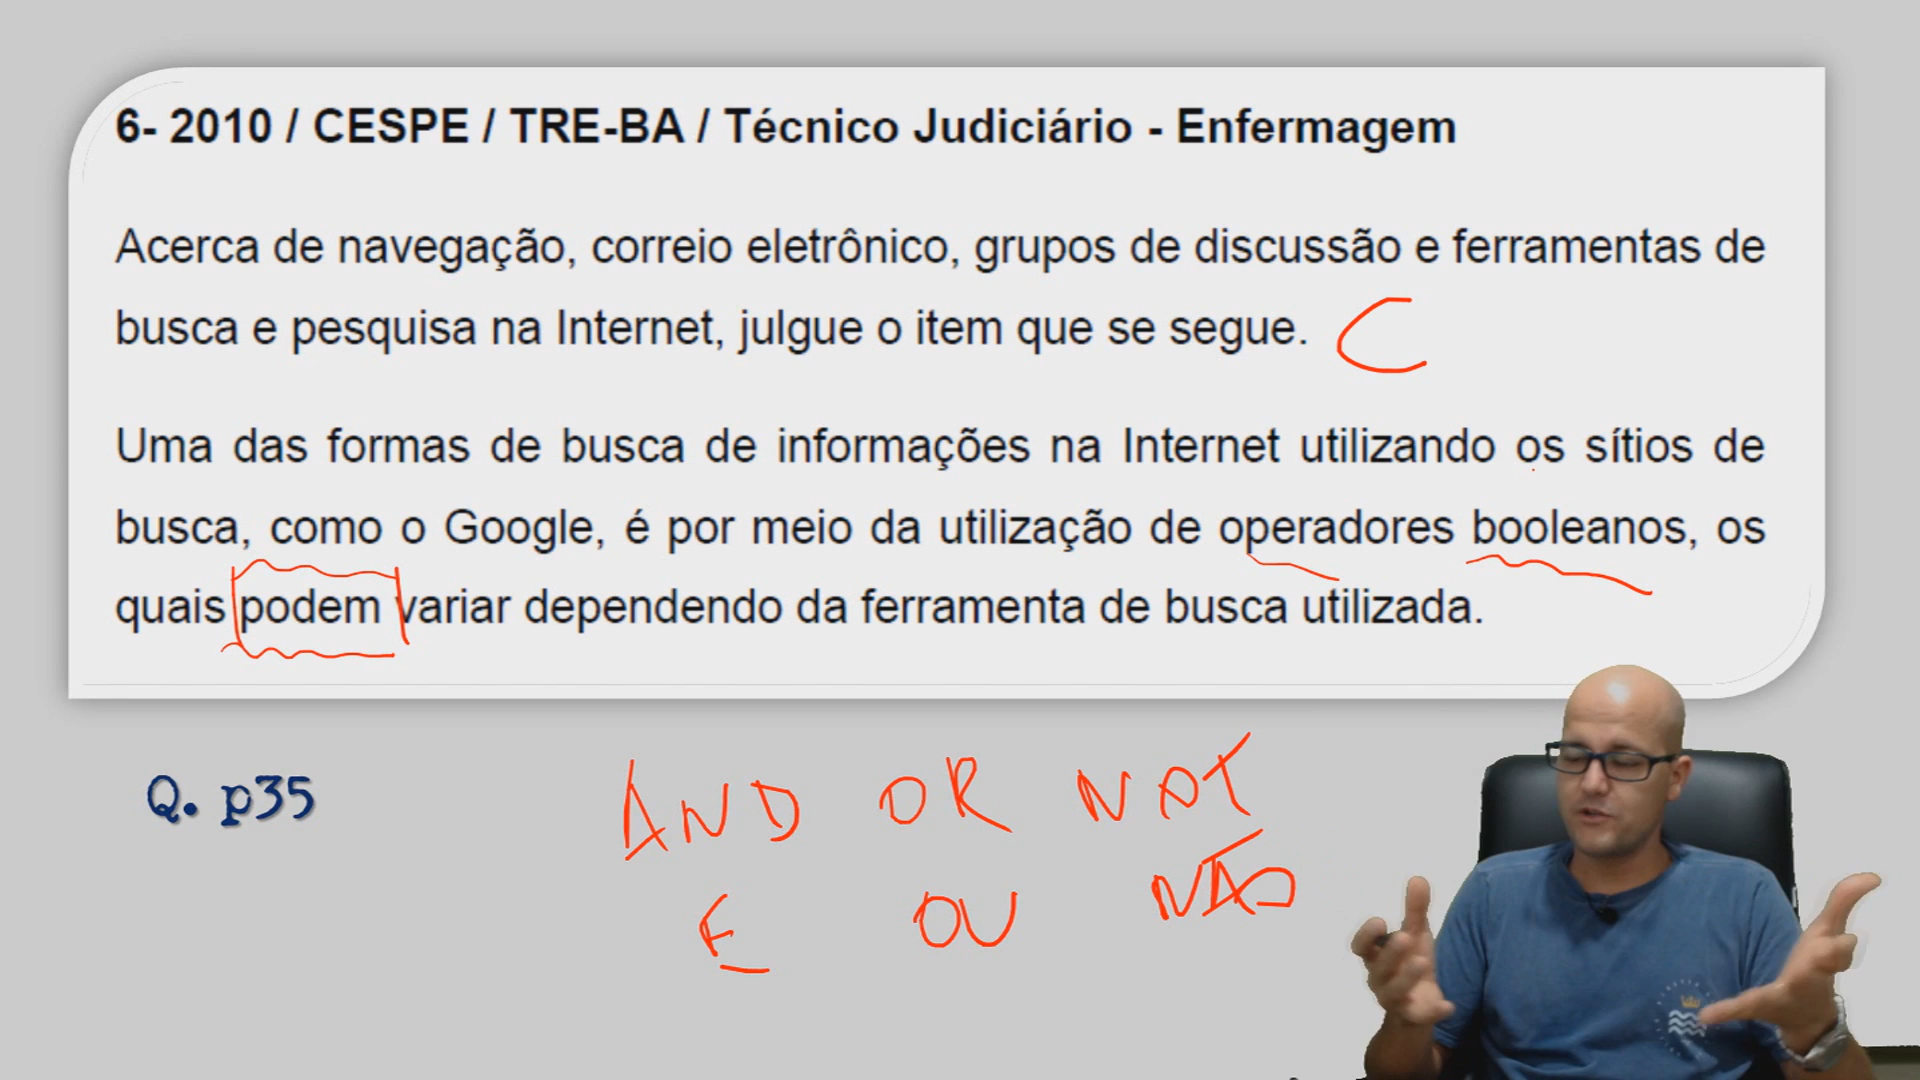 6- 2010 / CESPE / TRE-BA / Técnico Judiciário - Enfermagem
Acerca de navegação, correio eletrônico, grupos de discussão e ferramentas de
busca e pesquisa na Internet, julgue o item que se segue. C
Uma das formas de busca de informações na Internet utilizando os sítios de
busca, como o Google, é por meio da utilização de operadores booleanos, os
quais podem variar dependendo da ferramenta de busca utilizada.
Q. p35
AND OR NOT
E OU NÃO